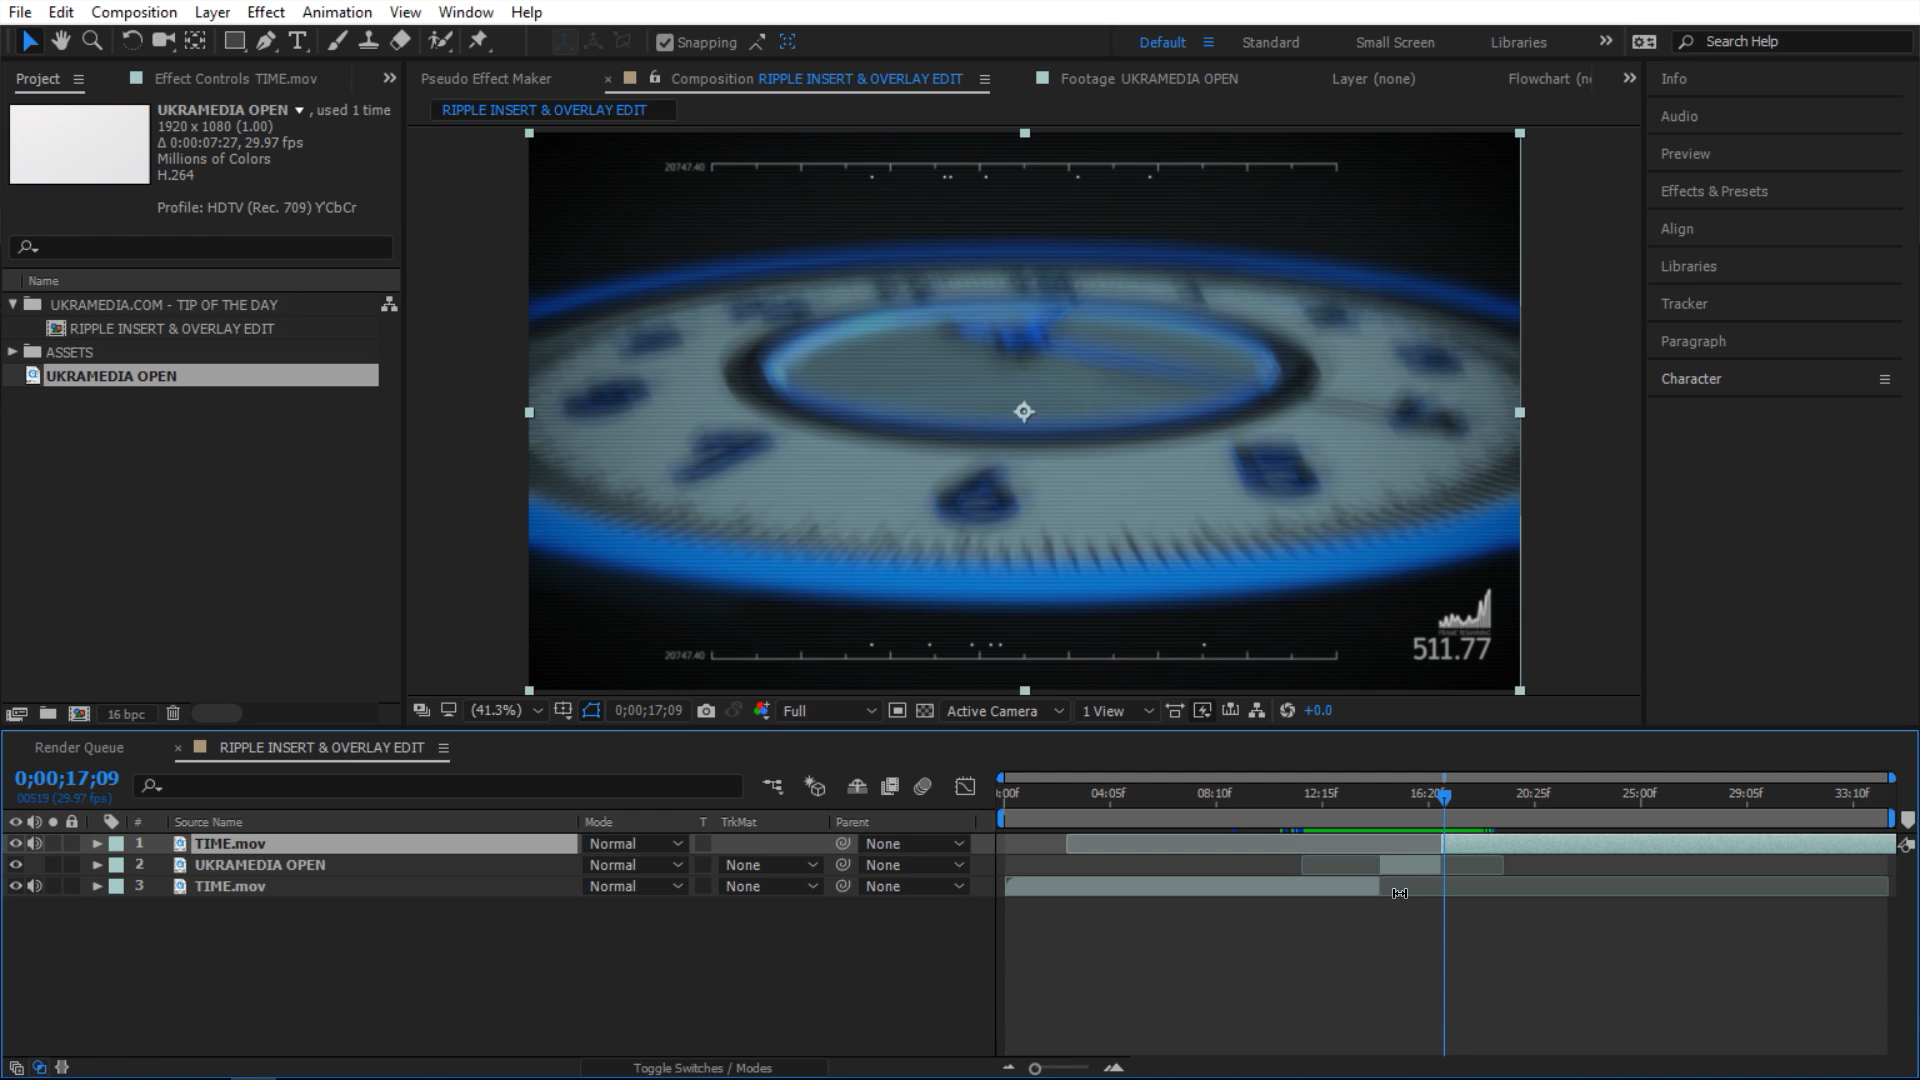 File Edit Composition Layer Effect Animation View Window Help
Snapping
Default Standard Small Screen Libraries
Search Help
Project
Effect Controls TIME.mov
Pseudo Effect Maker
Composition RIPPLE INSERT & OVERLAY EDIT
Footage UKRAMEDIA OPEN
Layer (none)
Flowchart
RIPPLE INSERT & OVERLAY EDIT
UKRAMEDIA OPEN , used 1 time
1920 x 1080 (1.00)
Δ 0:00:07:27, 29.97 fps
Millions of Colors
H.264
Profile: HDTV (Rec. 709) Y'CbCr
Name
UKRAMEDIA.COM - TIP OF THE DAY
RIPPLE INSERT & OVERLAY EDIT
ASSETS
UKRAMEDIA OPEN
16 bpc
20747.40
511.77
20747.40
(41.3%) 0;00;17;09 Full Active Camera 1 View +0.0
Info
Audio
Preview
Effects & Presets
Align
Libraries
Tracker
Paragraph
Character
Render Queue
RIPPLE INSERT & OVERLAY EDIT
0;00;17;09
00519 (29.97 fps)
04:05f 08:10f 12:15f 20:25f 25:00f 29:05f 33:10f
# Source Name Mode T TrkMat Parent
1 TIME.mov Normal None
2 UKRAMEDIA OPEN Normal None None
3 TIME.mov Normal None None
Toggle Switches / Modes